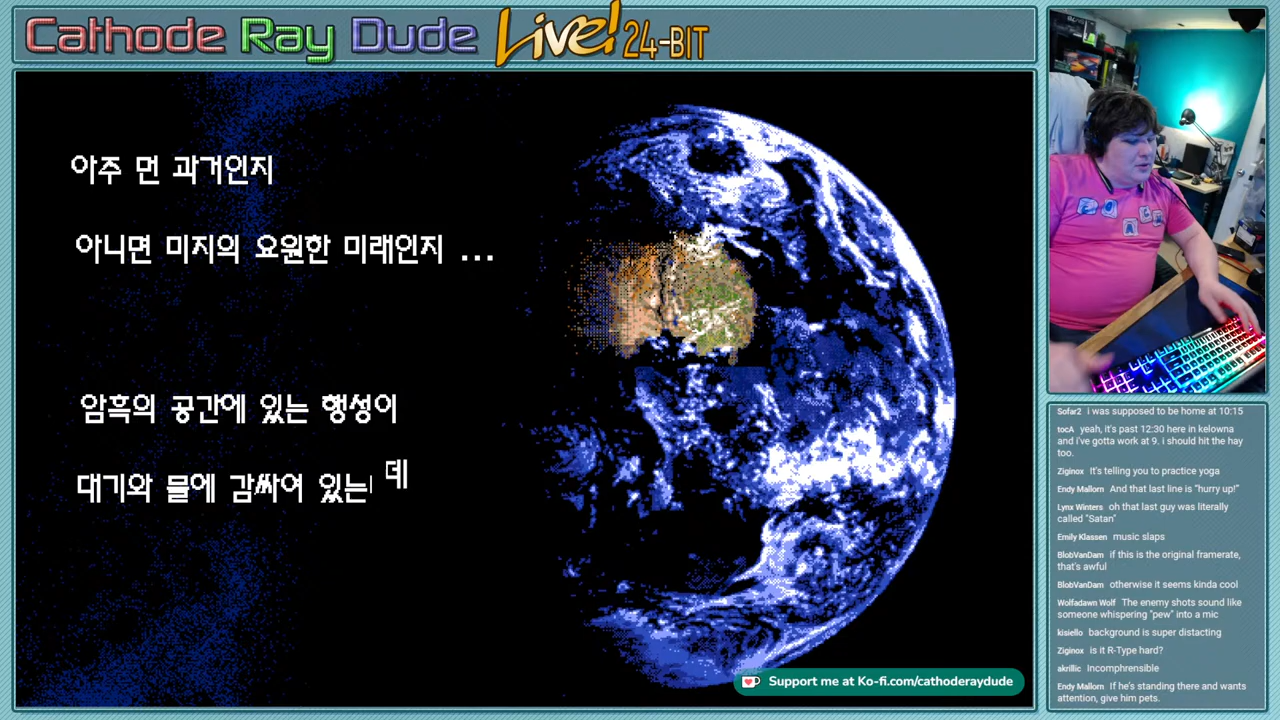 Cathode Ray Dude Live! 24-BIT
아주 먼 과거인지
아니면 미지의 요원한 미래인지 ...
암흑의 공간에 있는 행성이
대기와 물에 감싸여 있는데
Support me at Ko-fi.com/cathoderaydude
Sofar2 i was supposed to be home at 10:15
tocA yeah, it's past 12:30 here in kelowna
and i've gotta work at 9. i should hit the hay
too.
Ziginox It's telling you to practice yoga
Endy Mallorn And that last line is "hurry up!"
Lynx Winters oh that last guy was literally
called "Satan"
Emily Klassen music slaps
BlobVanDam if this is the original framerate,
that's awful
BlobVanDam otherwise it seems kinda cool
Wolfadawn Wolf The enemy shots sound like
someone whispering "pew" into a mic
kisiello background is super distacting
Ziginox is it R-Type hard?
akrillic Incomphrensible
Endy Mallorn If he's standing there and wants
attention, give him pets.